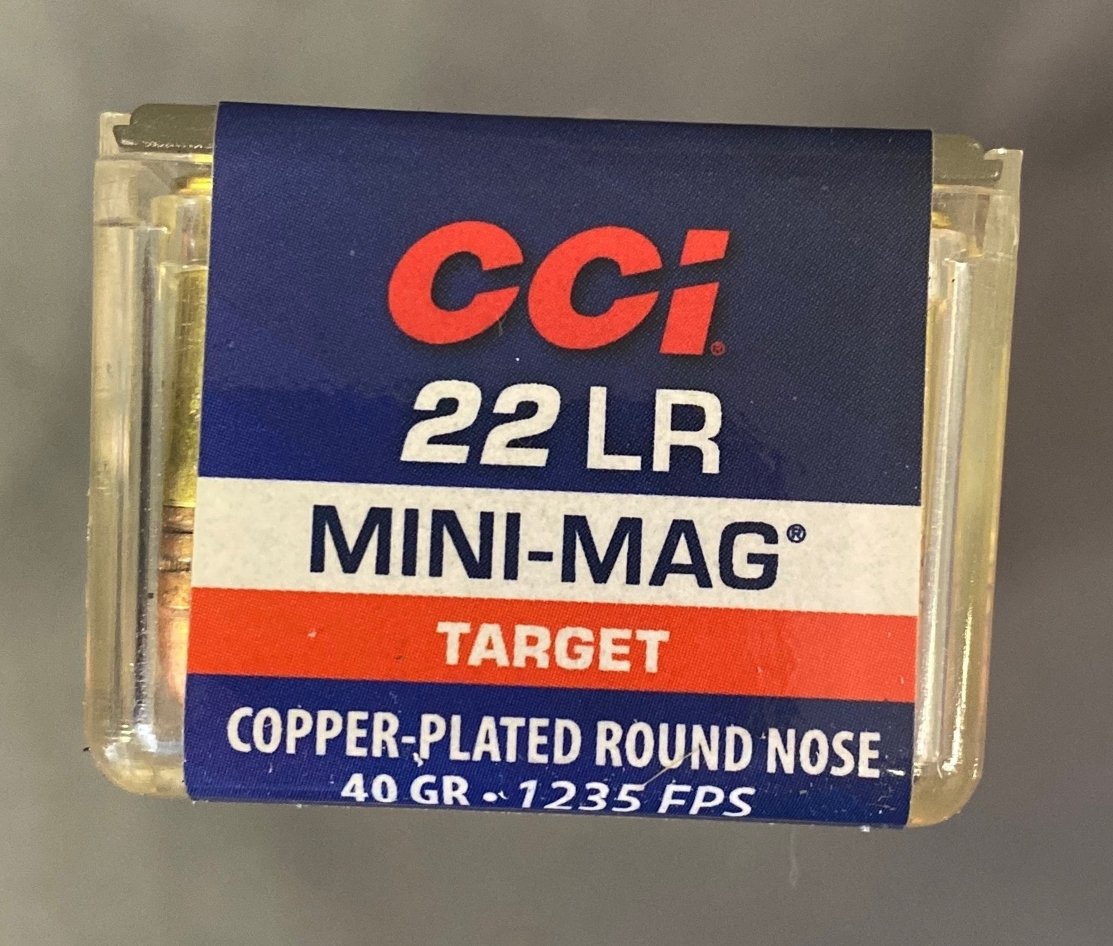 CCI®
22 LR
MINI-MAG®
TARGET
COPPER-PLATED ROUND NOSE
40 GR • 1235 FPS